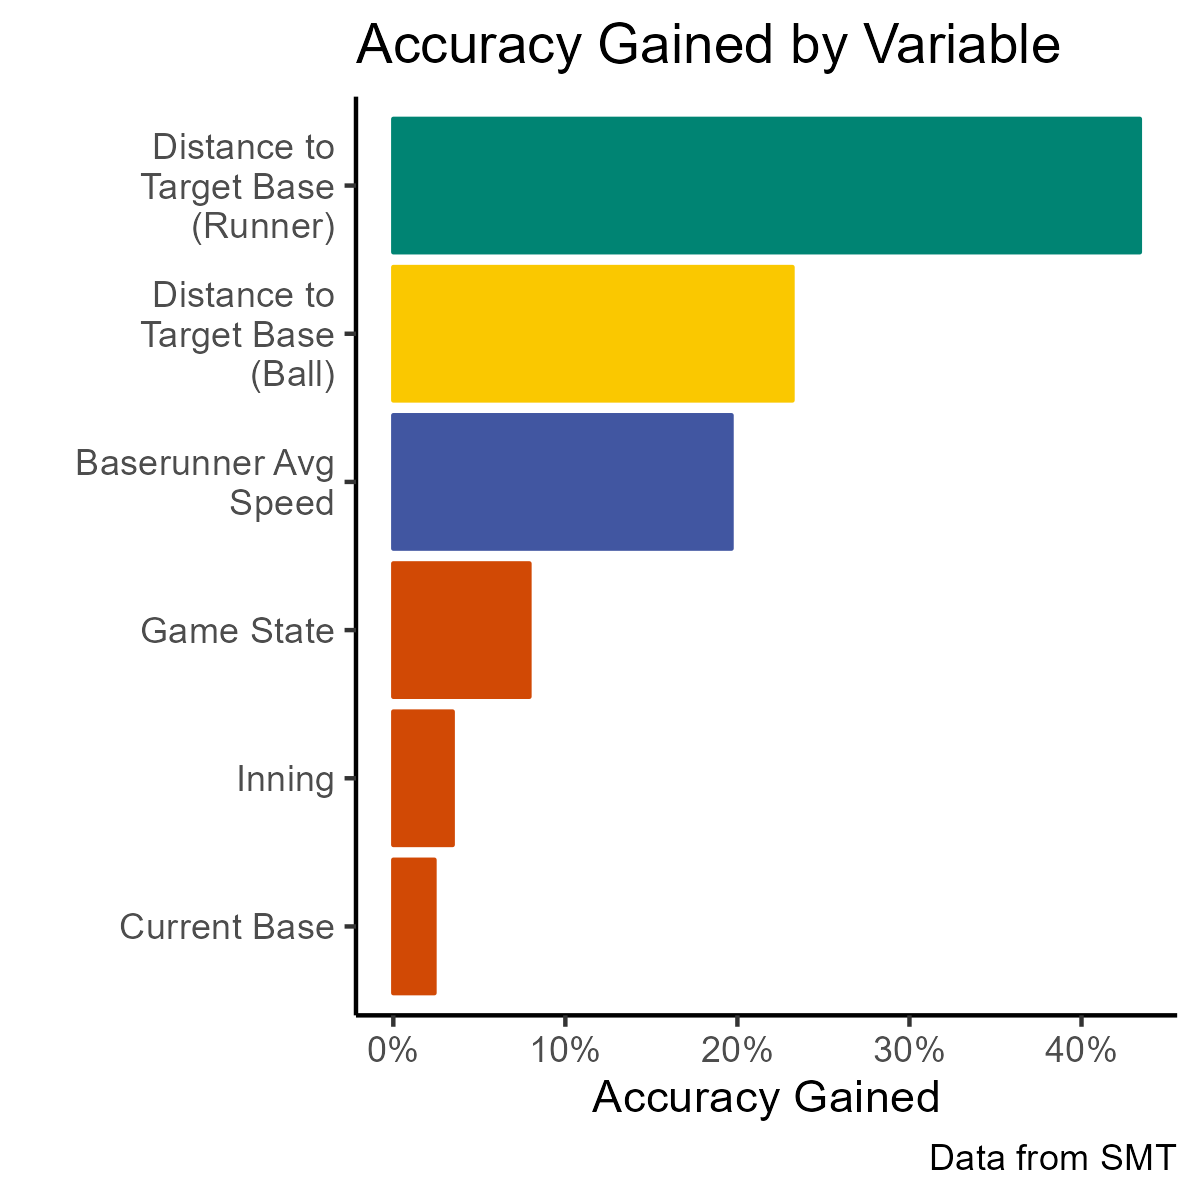 Accuracy Gained by Variable
Distance to
Target Base
(Runner)
Distance to
Target Base
(Ball)
Baserunner Avg
Speed
Game State
Inning
Current Base
0% 10% 20% 30% 40%
Accuracy Gained
Data from SMT